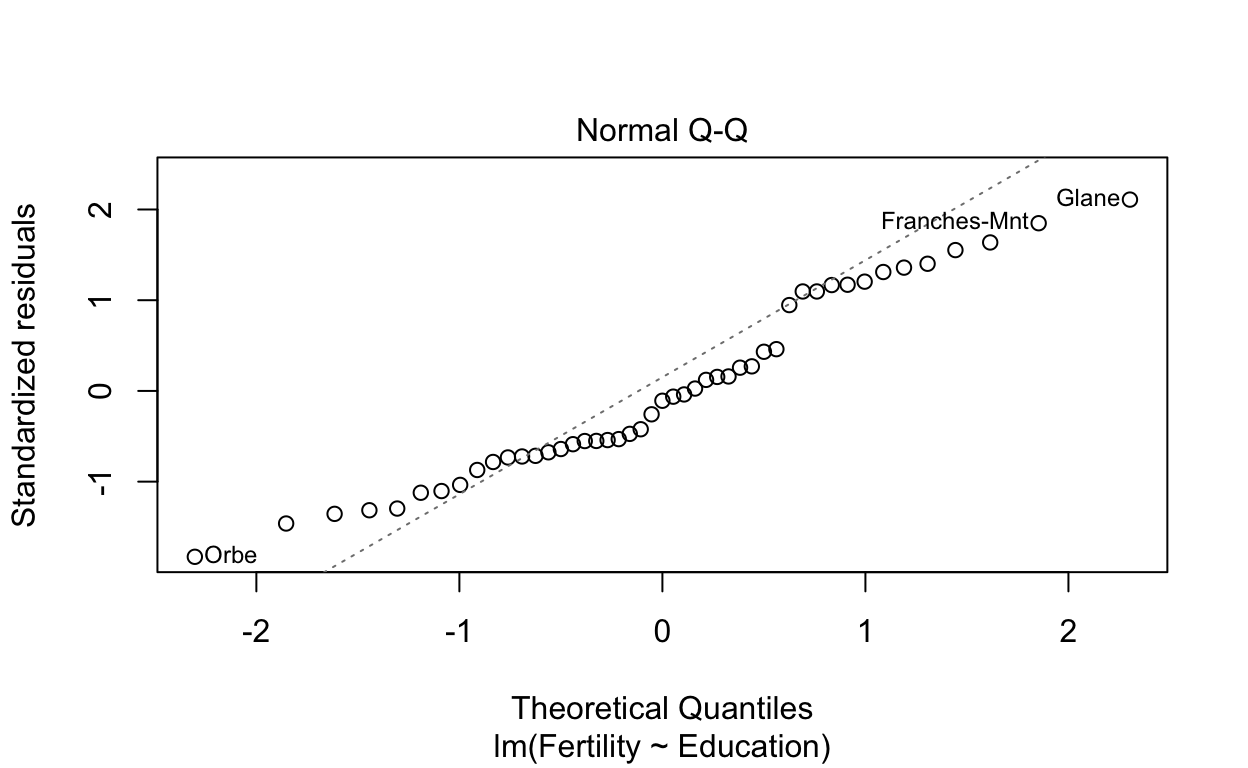 Normal Q-Q
Standardized residuals
2
1
0
-1
Glane
Franches-Mnt
Orbe
-2 -1 0 1 2
Theoretical Quantiles
lm(Fertility ~ Education)